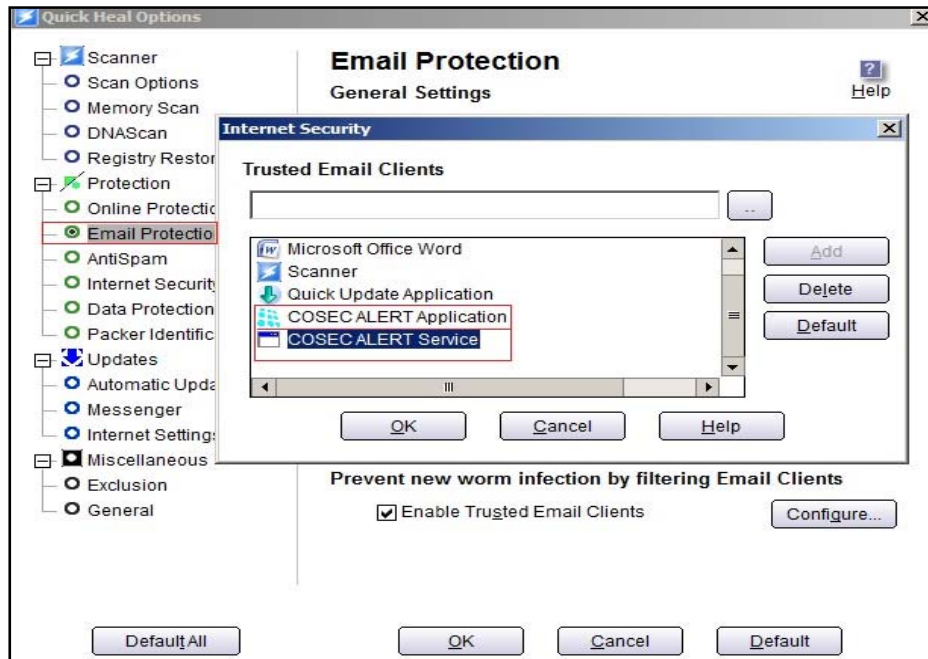 Quick Heal Options
Scanner
Scan Options
Memory Scan
DNAScan
Registry Restor
Protection
Online Protectio
Email Protectio
AntiSpam
Internet Security
Data Protection
Packer Identific
Updates
Automatic Upda
Messenger
Internet Settings
Miscellaneous
Exclusion
General
Email Protection
General Settings
Help
Internet Security
Trusted Email Clients
..
Microsoft Office Word
Scanner
Quick Update Application
COSEC ALERT Application
COSEC ALERT Service
Add
Delete
Default
OK
Cancel
Help
Prevent new worm infection by filtering Email Clients
Enable Trusted Email Clients
Configure...
Default All
OK
Cancel
Default